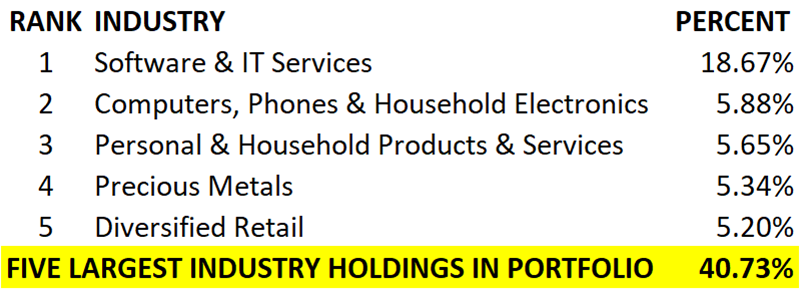 RANK INDUSTRY PERCENT
1 Software & IT Services 18.67%
2 Computers, Phones & Household Electronics 5.88%
3 Personal & Household Products & Services 5.65%
4 Precious Metals 5.34%
5 Diversified Retail 5.20%
FIVE LARGEST INDUSTRY HOLDINGS IN PORTFOLIO 40.73%